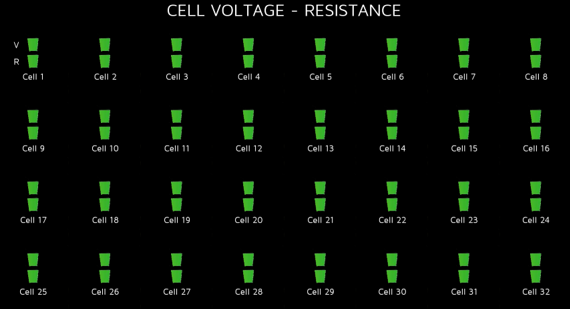 CELL VOLTAGE - RESISTANCE
V
R
Cell 1 Cell 2 Cell 3 Cell 4 Cell 5 Cell 6 Cell 7 Cell 8
Cell 9 Cell 10 Cell 11 Cell 12 Cell 13 Cell 14 Cell 15 Cell 16
Cell 17 Cell 18 Cell 19 Cell 20 Cell 21 Cell 22 Cell 23 Cell 24
Cell 25 Cell 26 Cell 27 Cell 28 Cell 29 Cell 30 Cell 31 Cell 32